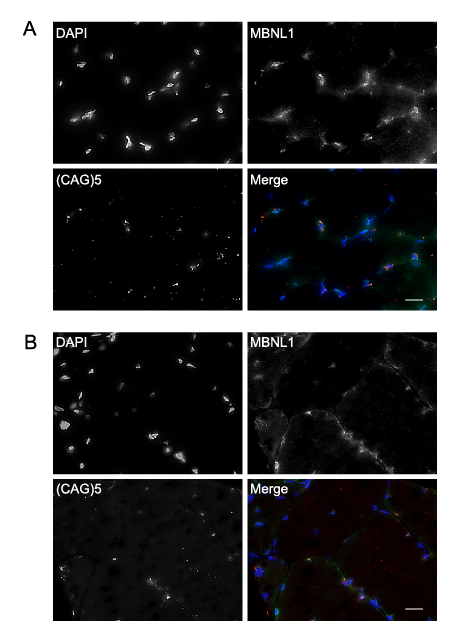 A
DAPI MBNL1
(CAG)5 Merge
B
DAPI MBNL1
(CAG)5 Merge